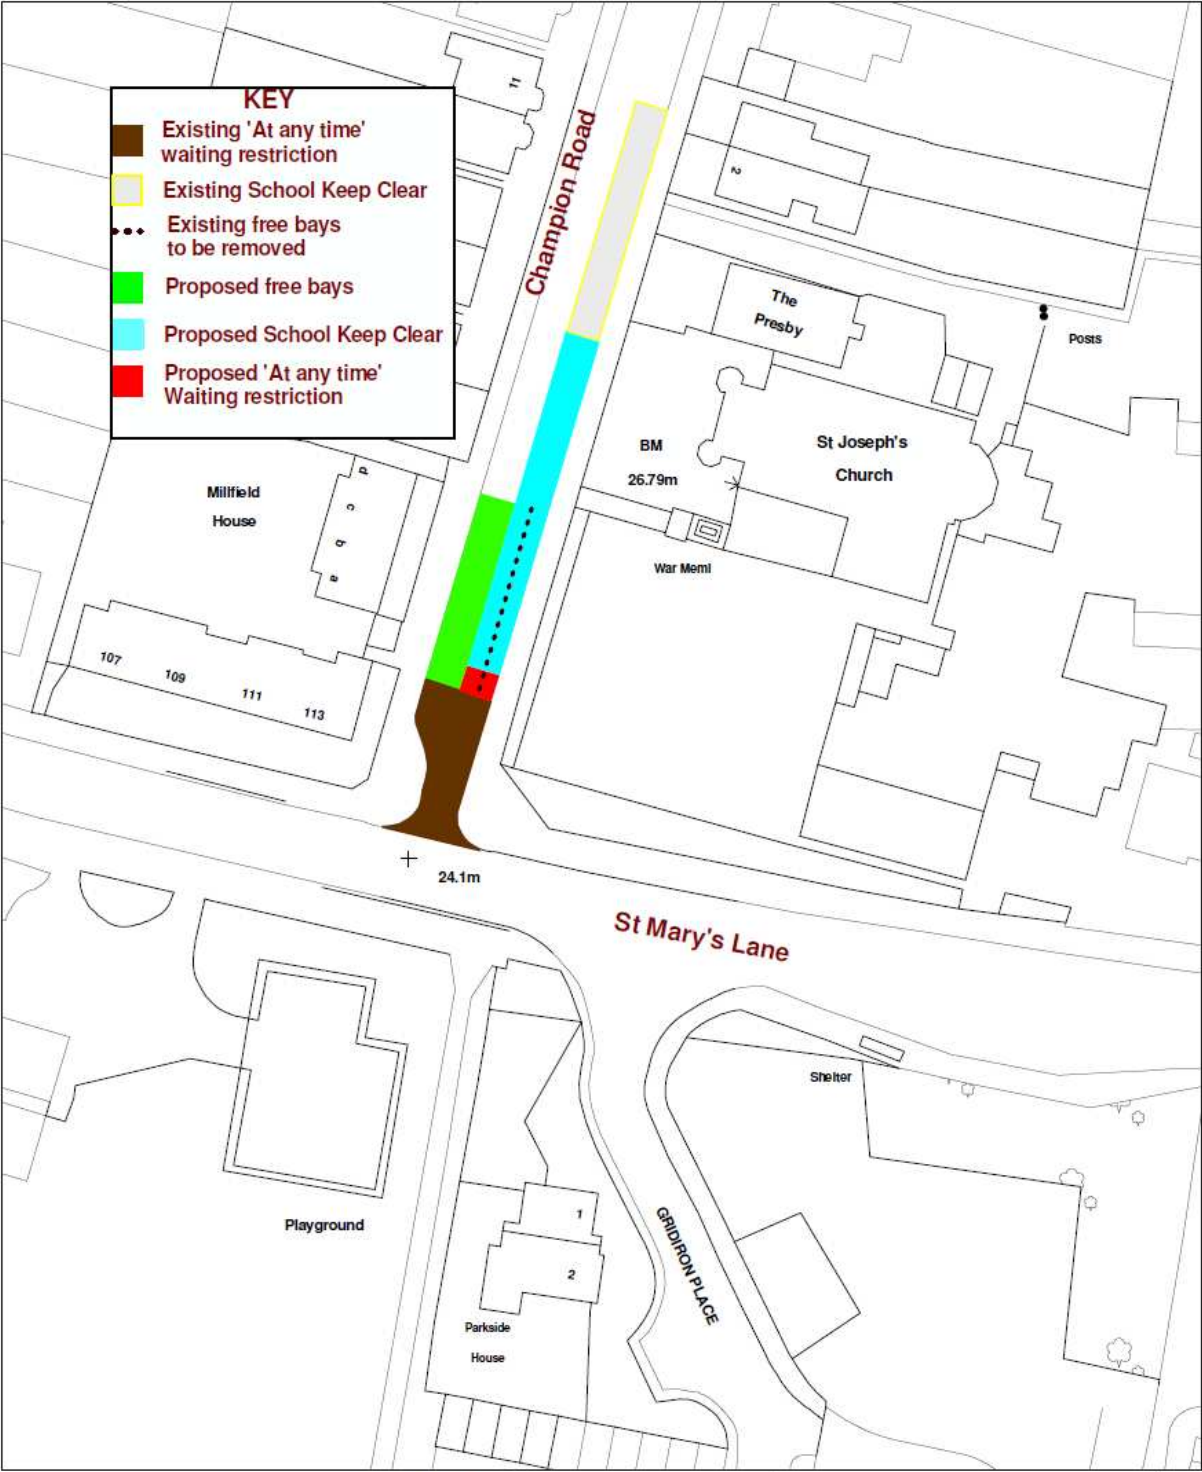 KEY
Existing 'At any time'
waiting restriction
Existing School Keep Clear
Existing free bays
to be removed
Proposed free bays
Proposed School Keep Clear
Proposed 'At any time'
Waiting restriction
11
Champion Road
2
The
Presby
Posts
St Joseph's
Church
BM
26.79m
War Meml
Millfield
House
d
c
b
a
107
109
111
113
24.1m
St Mary's Lane
Shelter
Playground
1
2
GRIDIRON PLACE
Parkside
House